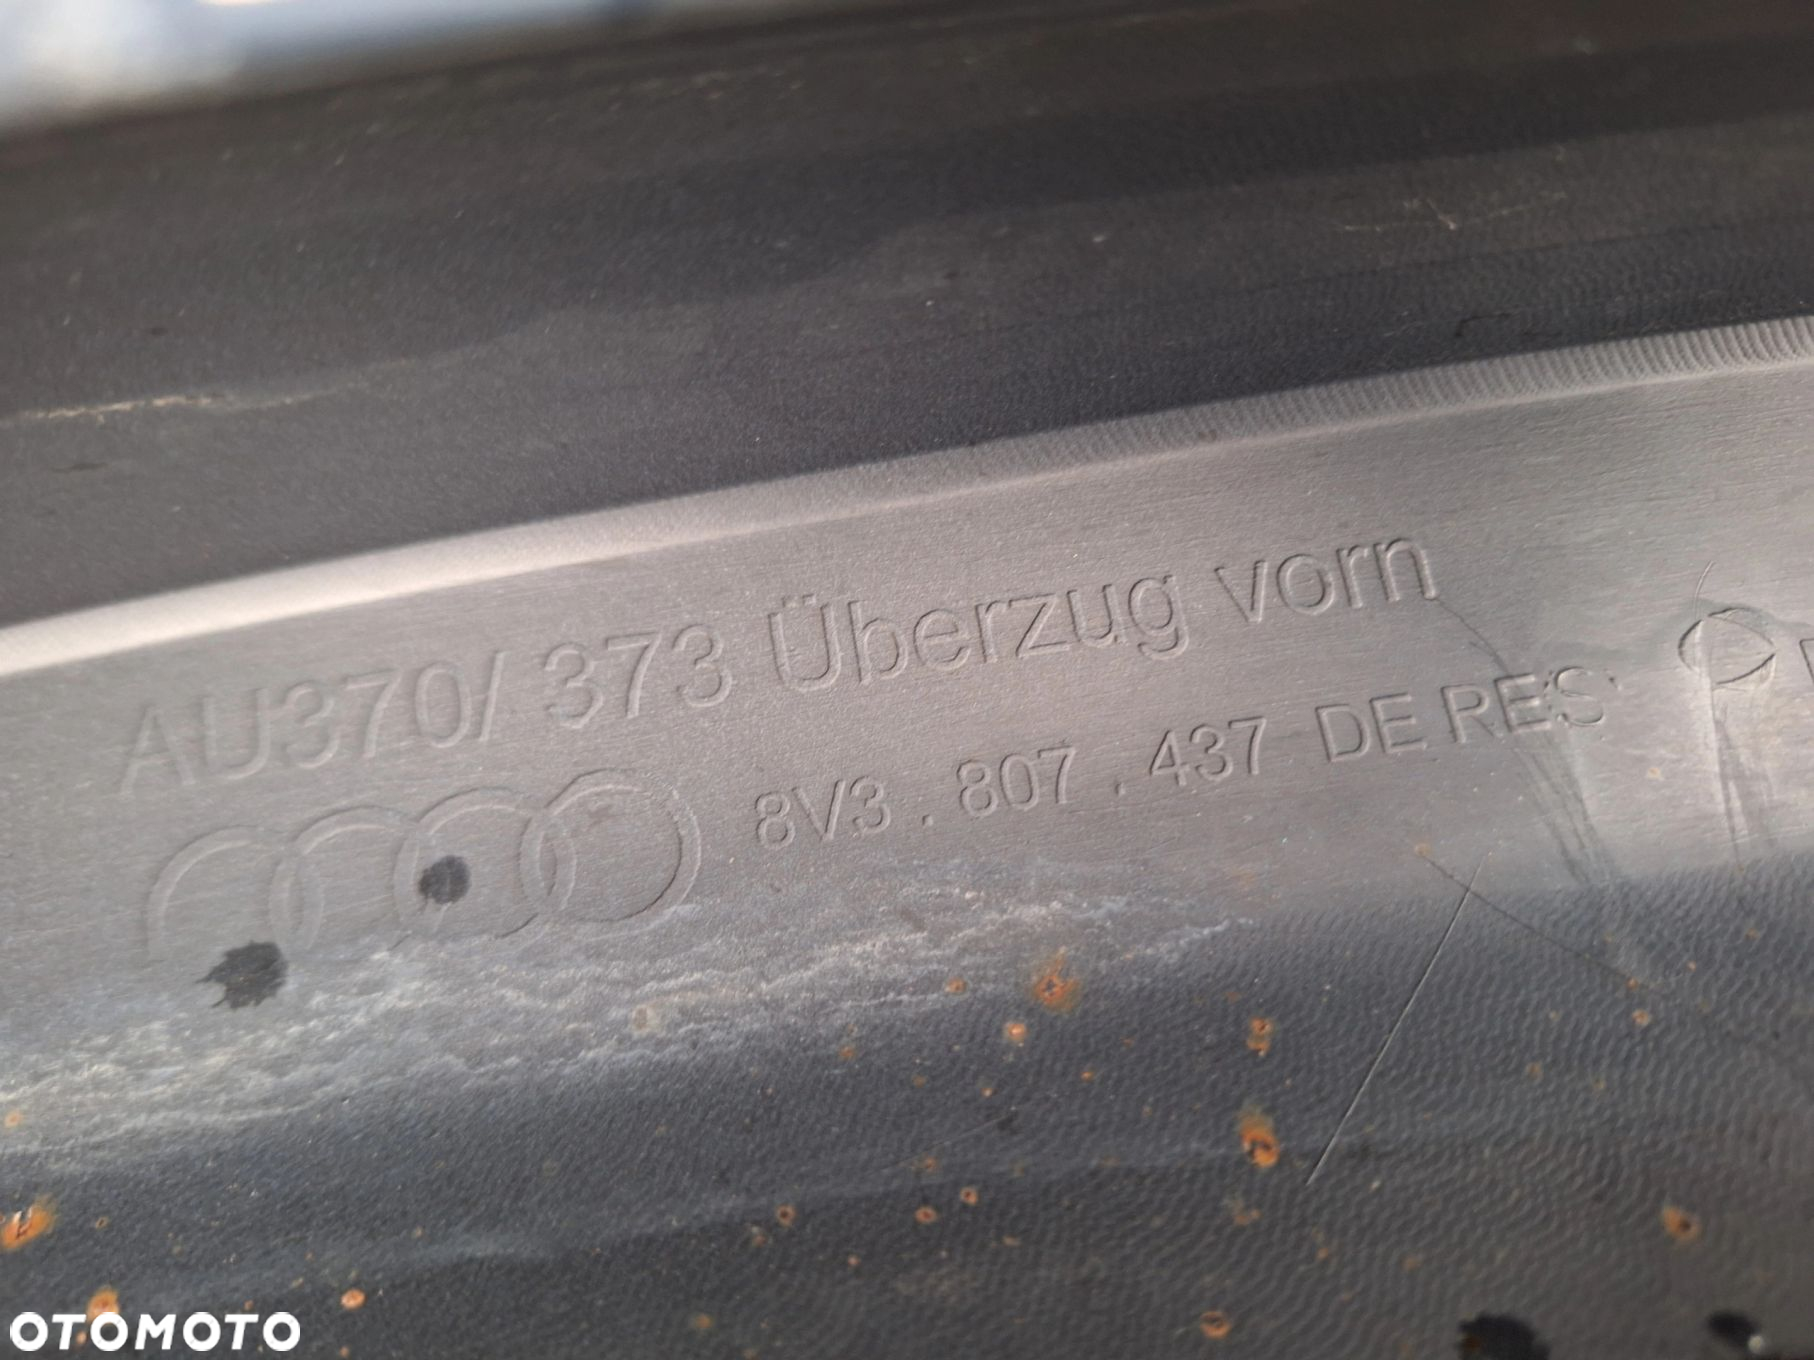 AU370/ 373 Überzug vorn
8V3 . 807 . 437 DE RES
OTOMOTO